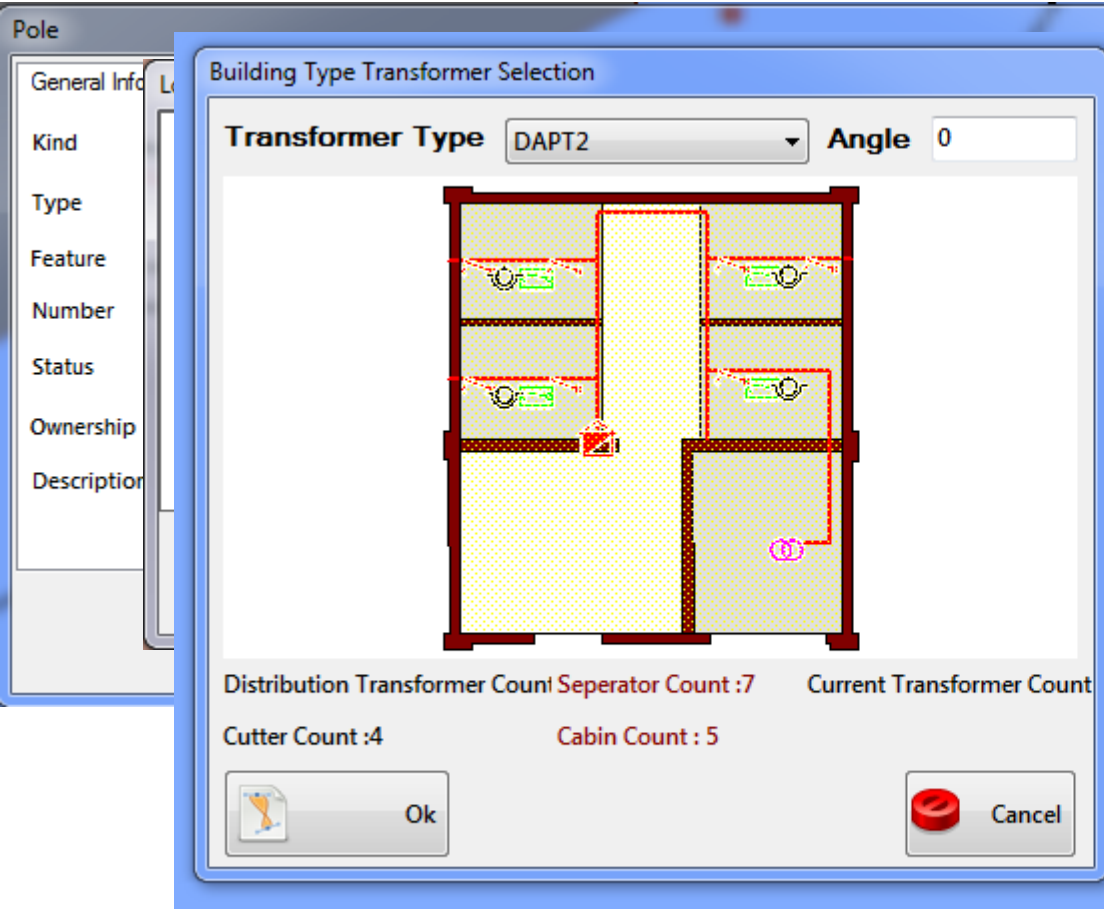 Pole
General Info
Kind
Type
Feature
Number
Status
Ownership
Description
Building Type Transformer Selection
Transformer Type DAPT2 Angle 0
Distribution Transformer Count Seperator Count :7 Current Transformer Count
Cutter Count :4 Cabin Count : 5
Ok Cancel